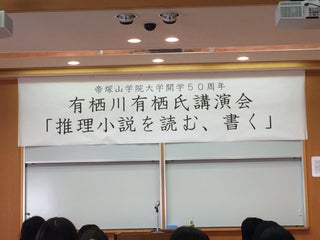 帝塚山学院大学開学50周年
有栖川有栖氏講演会
「推理小説を読む、書く」